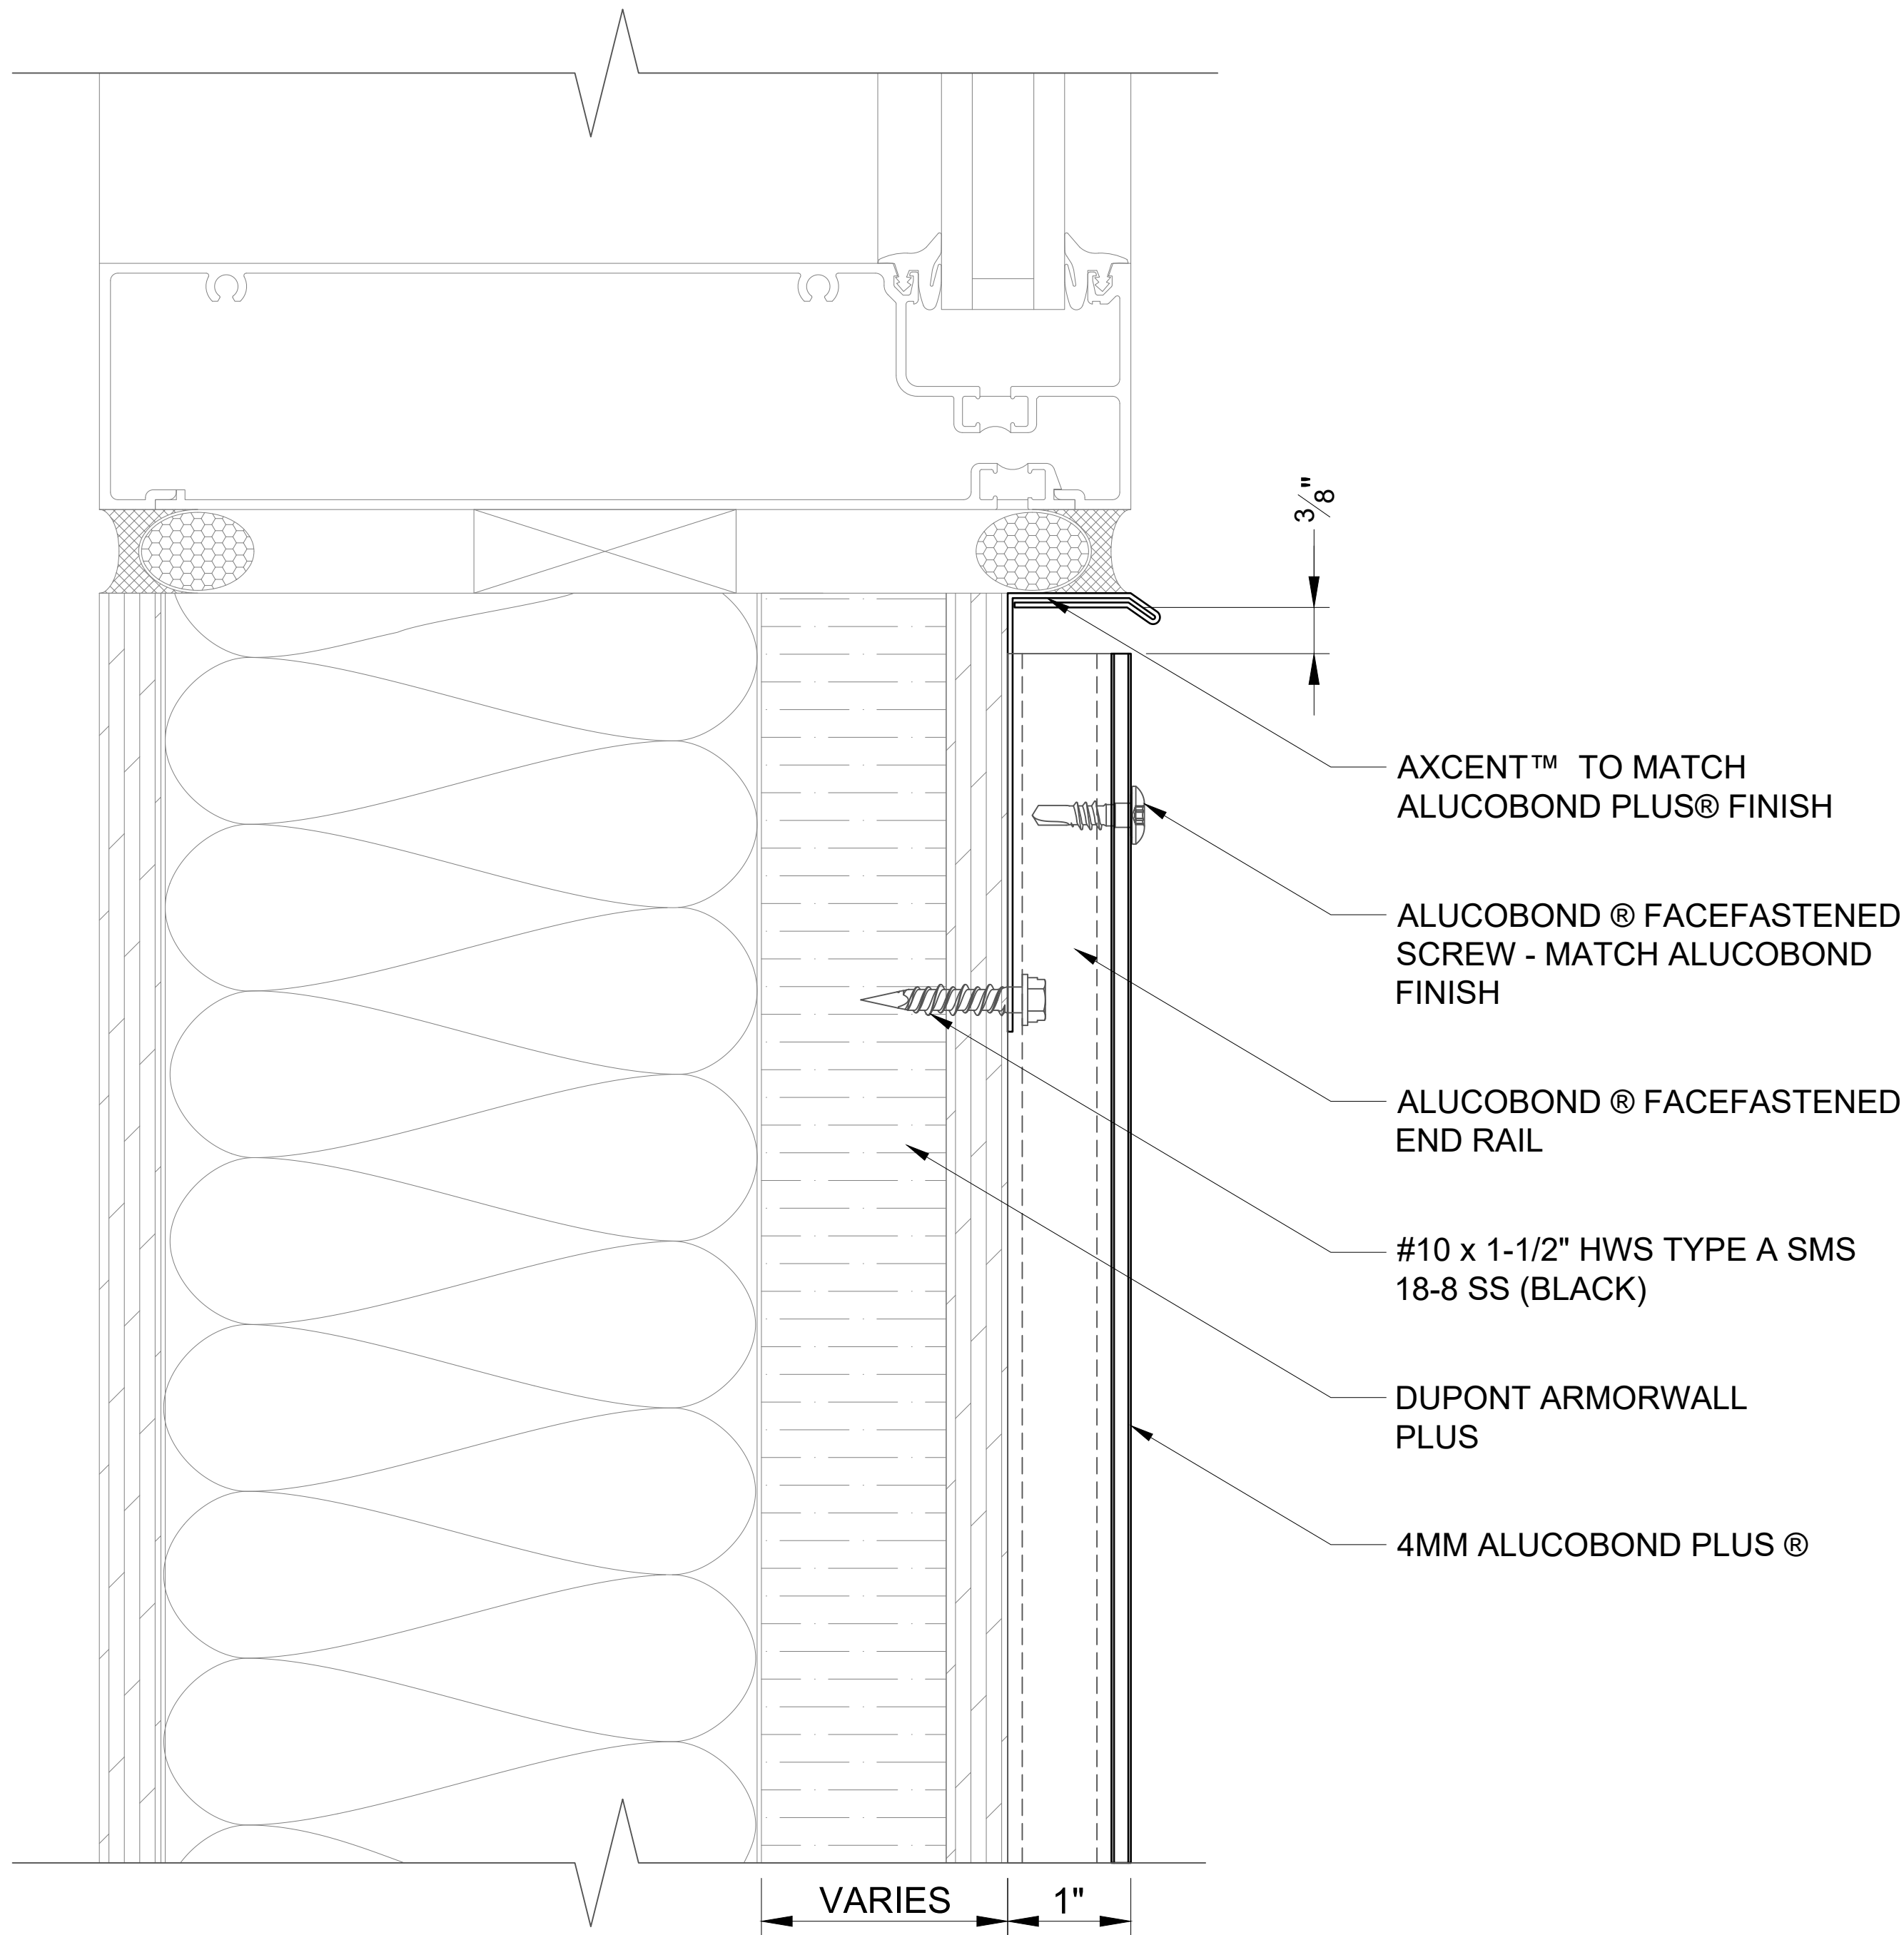 3/8"
AXCENT™ TO MATCH
ALUCOBOND PLUS® FINISH
ALUCOBOND ® FACEFASTENED
SCREW - MATCH ALUCOBOND
FINISH
ALUCOBOND ® FACEFASTENED
END RAIL
#10 x 1-1/2" HWS TYPE A SMS
18-8 SS (BLACK)
DUPONT ARMORWALL
PLUS
4MM ALUCOBOND PLUS ®
VARIES
1"